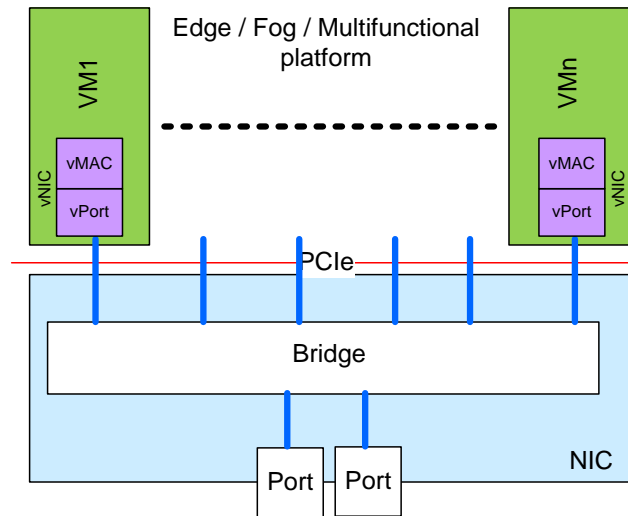 Edge / Fog / Multifunctional
platform
VM1
VMn
vNIC
vMAC
vPort
vMAC
vPort
vNIC
PCIe
Bridge
Port
Port
NIC